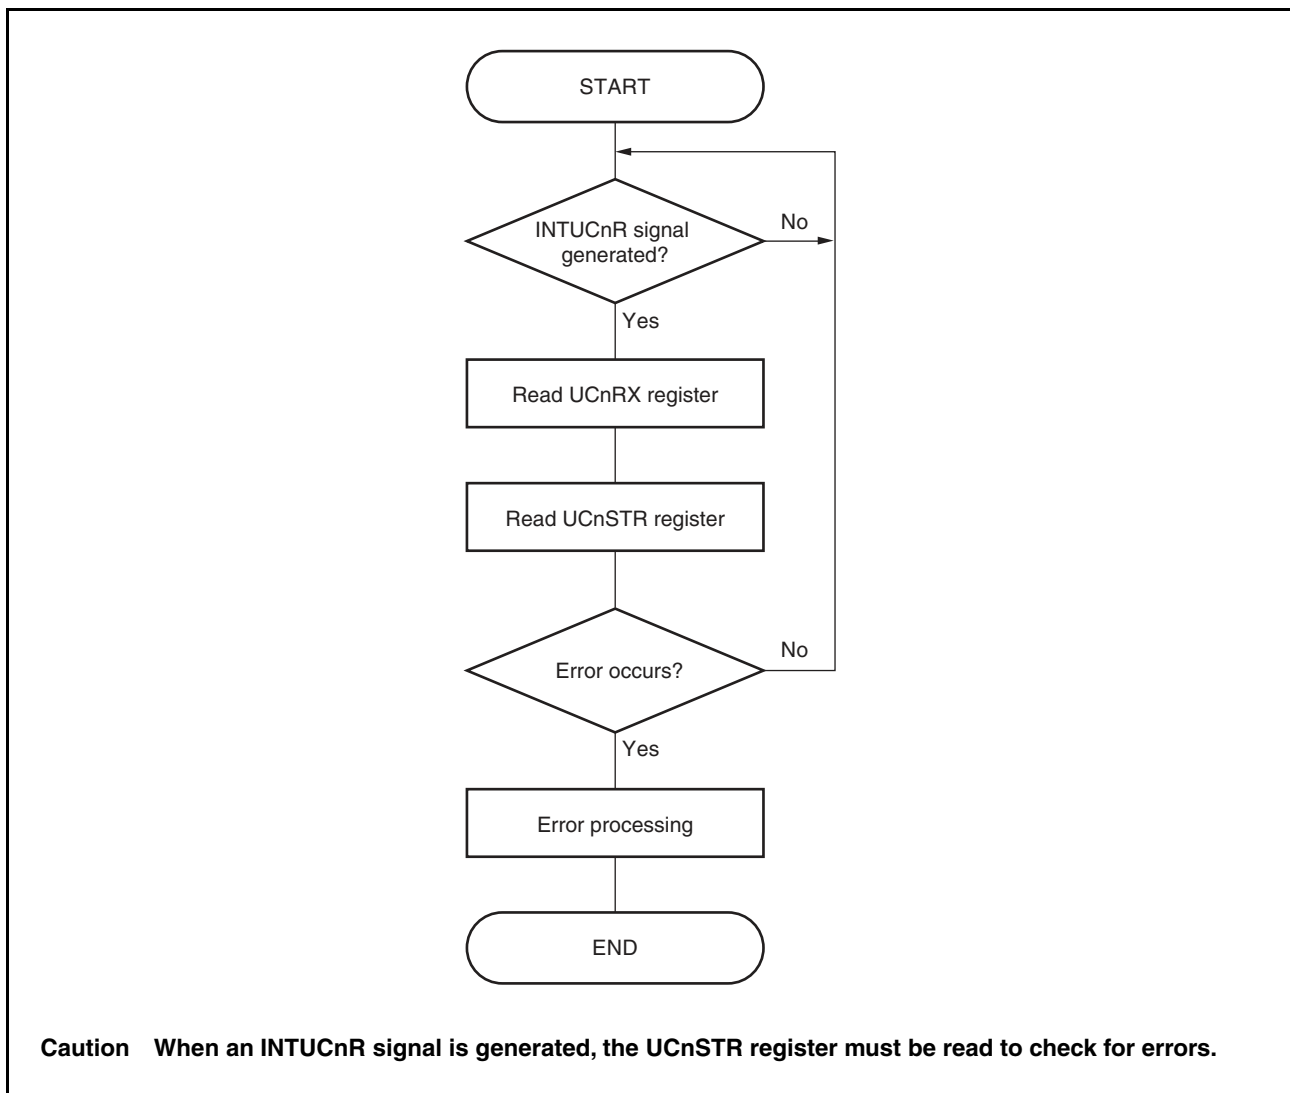 START
INTUCnR signal
generated?
No
Yes
Read UCnRX register
Read UCnSTR register
Error occurs?
No
Yes
Error processing
END
Caution When an INTUCnR signal is generated, the UCnSTR register must be read to check for errors.